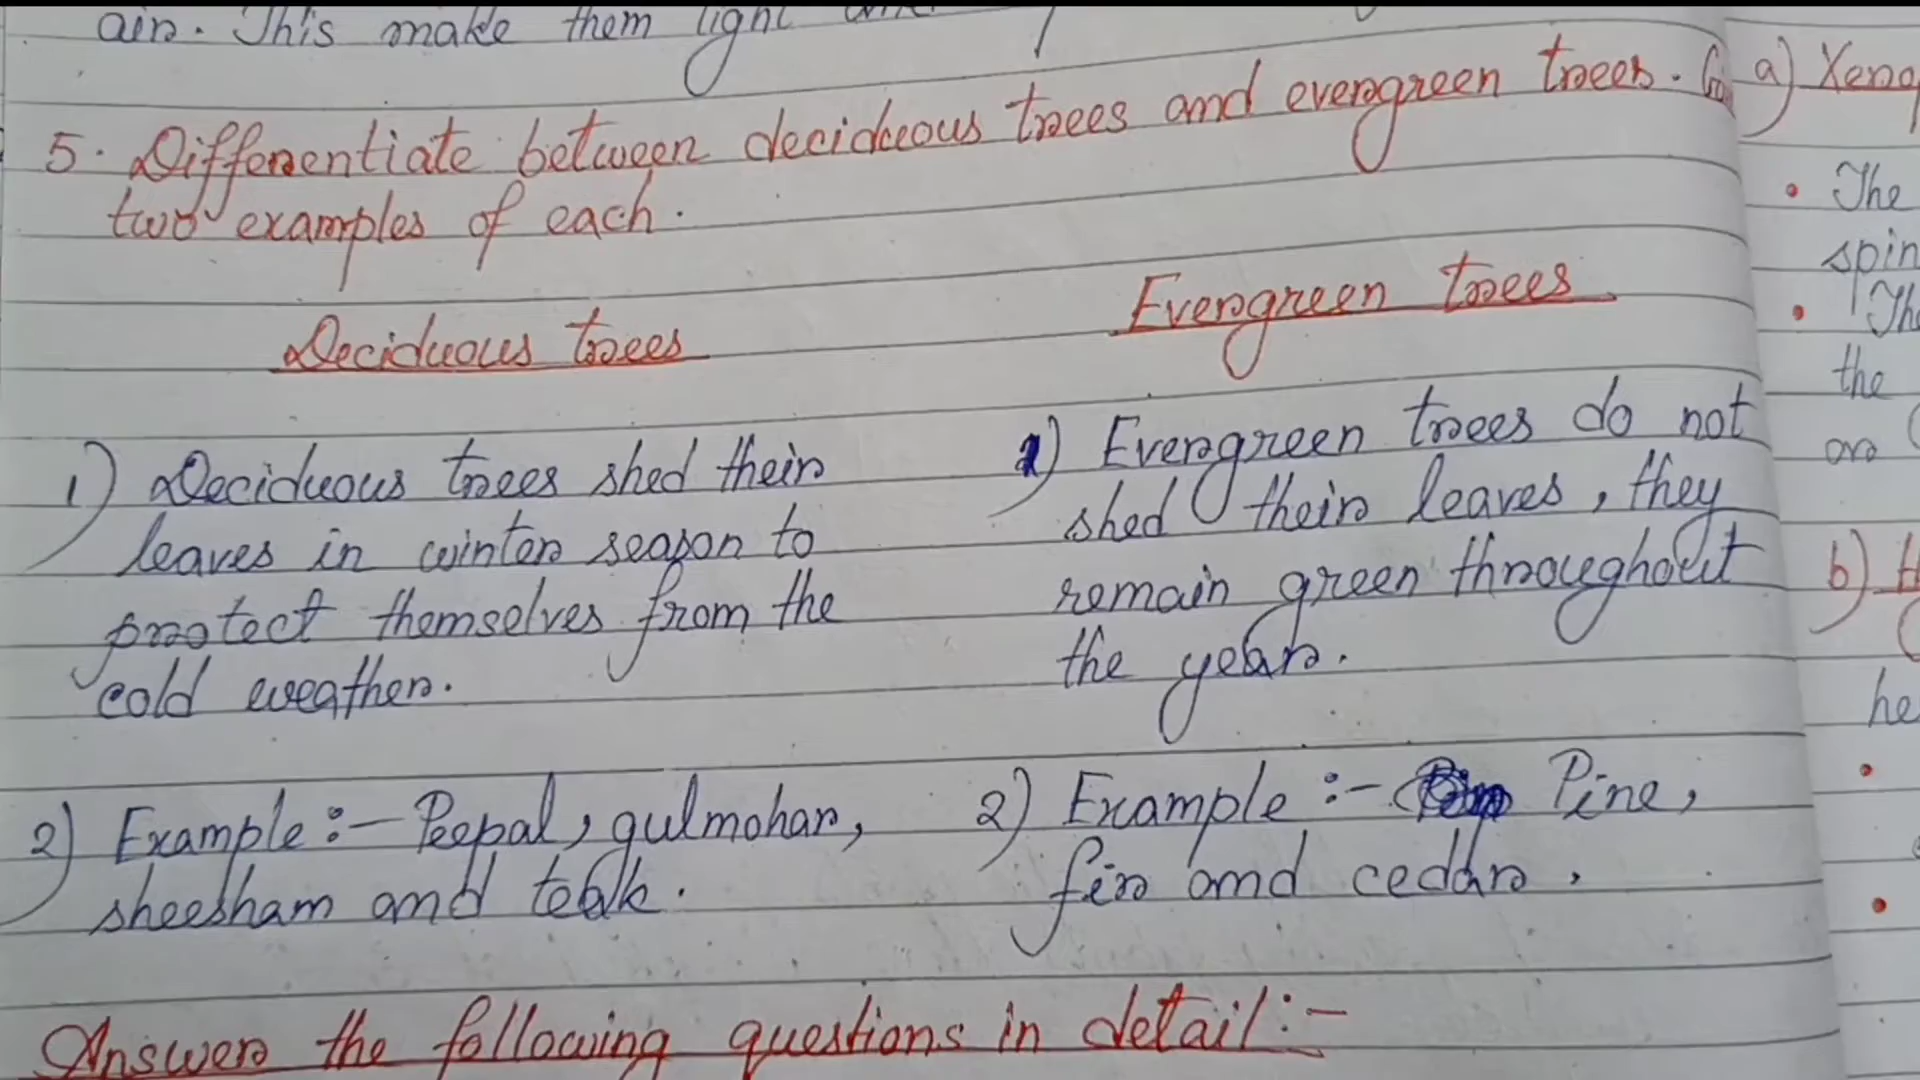 air. This make them light
5. Differentiate between deciduous trees and evergreen trees.
two examples of each.
Deciduous trees
1) Deciduous trees shed their
leaves in winter season to
protect themselves from the
cold weather.
2) Example :- Peepal, gulmohar,
sheesham and teak.
Evergreen trees
1) Evergreen trees do not
shed their leaves, they
remain green throughout
the year.
2) Example :- Pine,
fir and cedar.
Answer the following questions in detail :-
a)
• The
• The
the
b)
he